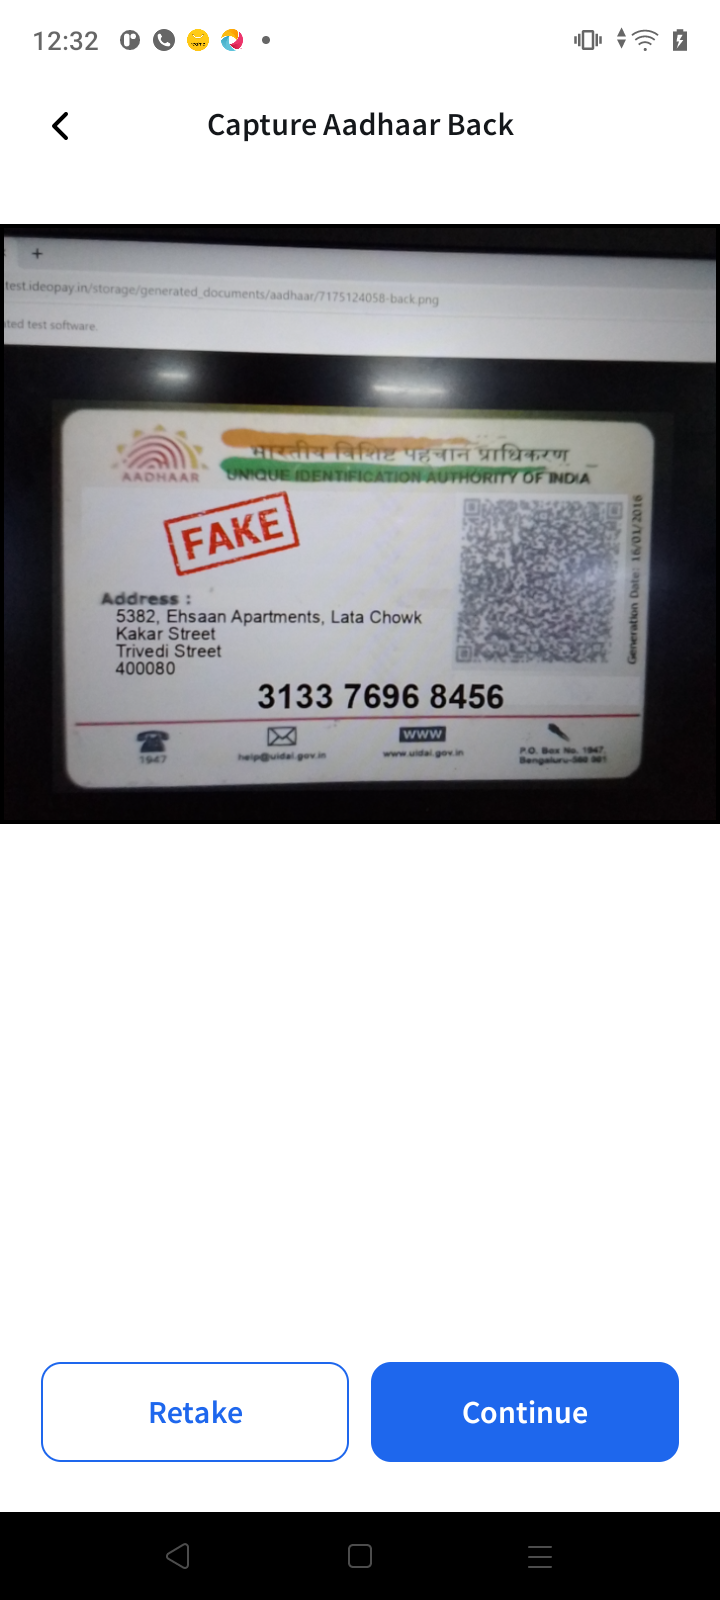 12:32
Capture Aadhaar Back
+
test.ideopay.in/storage/generated_documents/aadhaar/7175124058-back.png
test software.
भारतीय विशिष्ट पहचान प्राधिकरण
AADHAAR
UNIQUE IDENTIFICATION AUTHORITY OF INDIA
FAKE
Generation Date: 16/01/2016
Address :
5382, Ehsaan Apartments, Lata Chowk
Kakar Street
Trivedi Street
400080
3133 7696 8456
1947
help@uidai.gov.in
WWW
www.uidai.gov.in
P.O. Box No. 1947,
Bengaluru-560 001
Retake
Continue